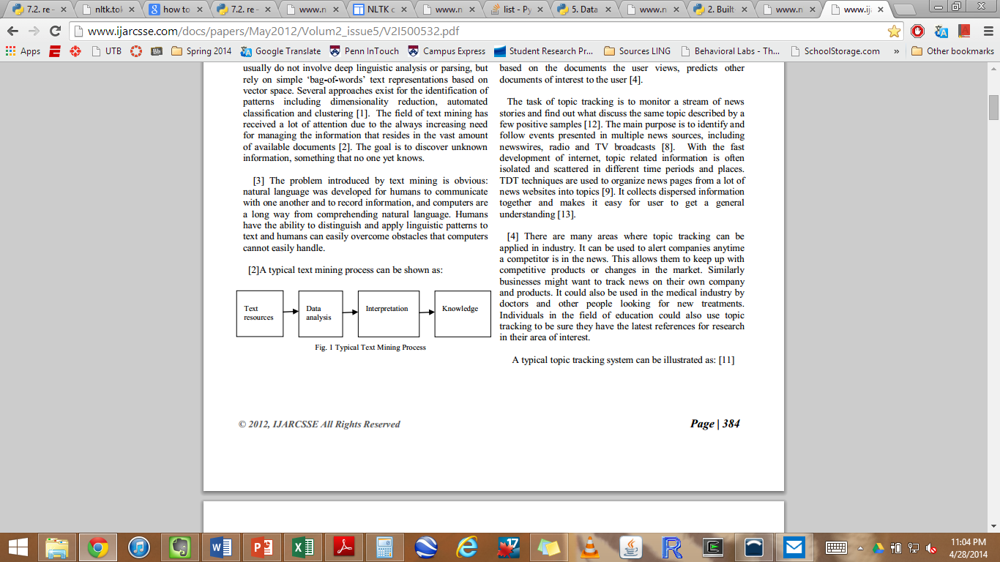 7.2. re -
nltk.tok
how to
7.2. re -
www.n
NLTK c
www.n
list - Py
5. Data
www.n
2. Built-
www.n
www.ij
www.ijarcsse.com/docs/papers/May2012/Volum2_issue5/V2I500532.pdf
Apps
UTB
Bb
Spring 2014
Google Translate
Penn InTouch
Campus Express
Student Research Pr...
Sources LING
Behavioral Labs - Th...
SchoolStorage.com
»
Other bookmarks
usually do not involve deep linguistic analysis or parsing, but
rely on simple ‘bag-of-words’ text representations based on
vector space. Several approaches exist for the identification of
patterns including dimensionality reduction, automated
classification and clustering [1]. The field of text mining has
received a lot of attention due to the always increasing need
for managing the information that resides in the vast amount
of available documents [2]. The goal is to discover unknown
information, something that no one yet knows.
[3] The problem introduced by text mining is obvious:
natural language was developed for humans to communicate
with one another and to record information, and computers are
a long way from comprehending natural language. Humans
have the ability to distinguish and apply linguistic patterns to
text and humans can easily overcome obstacles that computers
cannot easily handle.
[2]A typical text mining process can be shown as:
Text
resources
Data
analysis
Interpretation
Knowledge
Fig. 1 Typical Text Mining Process
based on the documents the user views, predicts other
documents of interest to the user [4].
The task of topic tracking is to monitor a stream of news
stories and find out what discuss the same topic described by a
few positive samples [12]. The main purpose is to identify and
follow events presented in multiple news sources, including
newswires, radio and TV broadcasts [8]. With the fast
development of internet, topic related information is often
isolated and scattered in different time periods and places.
TDT techniques are used to organize news pages from a lot of
news websites into topics [9]. It collects dispersed information
together and makes it easy for user to get a general
understanding [13].
[4] There are many areas where topic tracking can be
applied in industry. It can be used to alert companies anytime
a competitor is in the news. This allows them to keep up with
competitive products or changes in the market. Similarly
businesses might want to track news on their own company
and products. It could also be used in the medical industry by
doctors and other people looking for new treatments.
Individuals in the field of education could also use topic
tracking to be sure they have the latest references for research
in their area of interest.
A typical topic tracking system can be illustrated as: [11]
© 2012, IJARCSSE All Rights Reserved
Page | 384
17
11:04 PM
4/28/2014